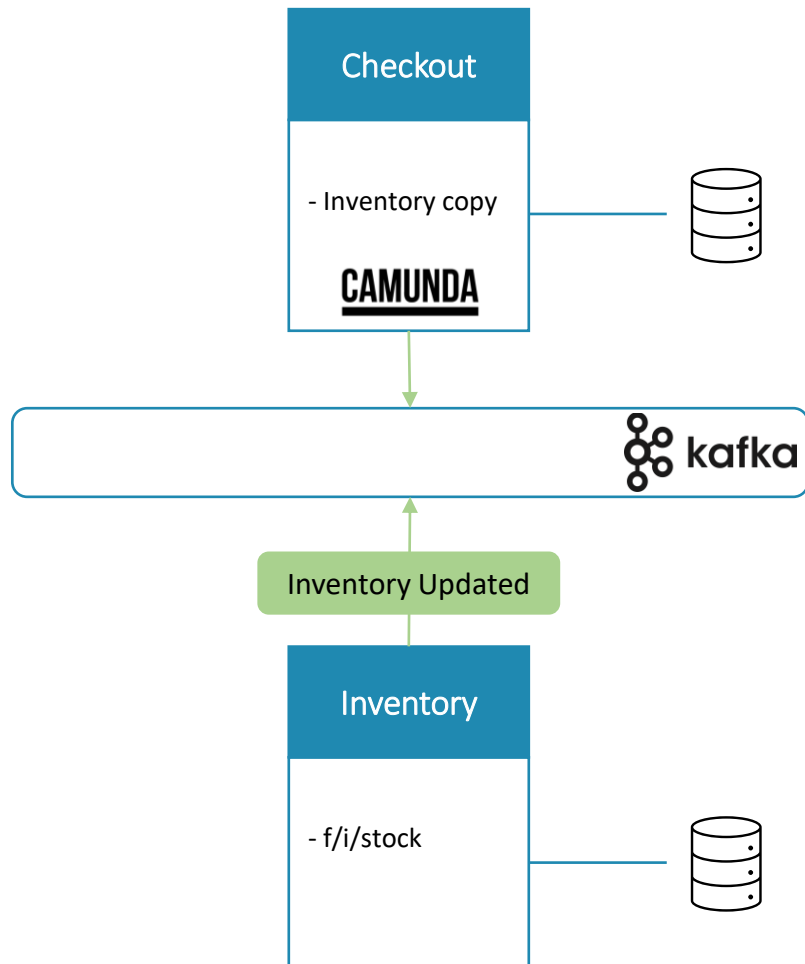 Checkout
- Inventory copy
CAMUNDA
kafka
Inventory Updated
Inventory
- f/i/stock